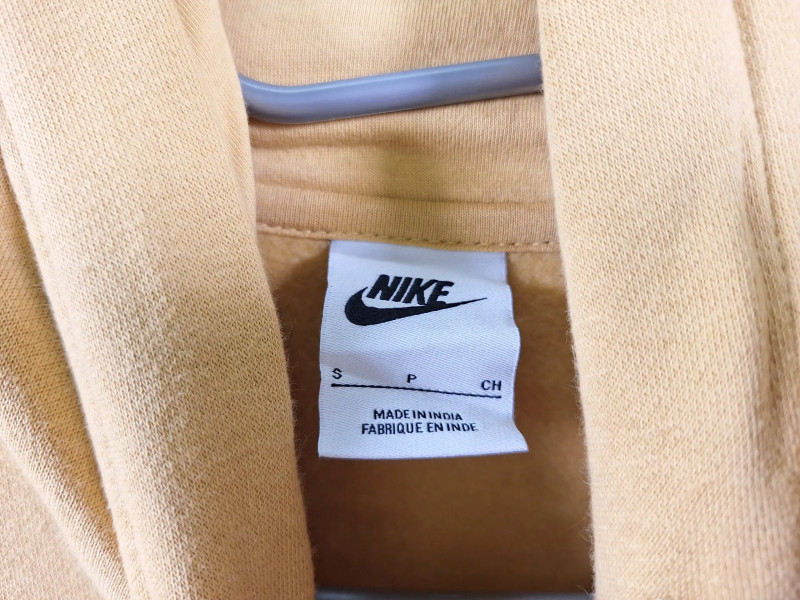 NIKE
S P CH
MADE IN INDIA
FABRIQUE EN INDE